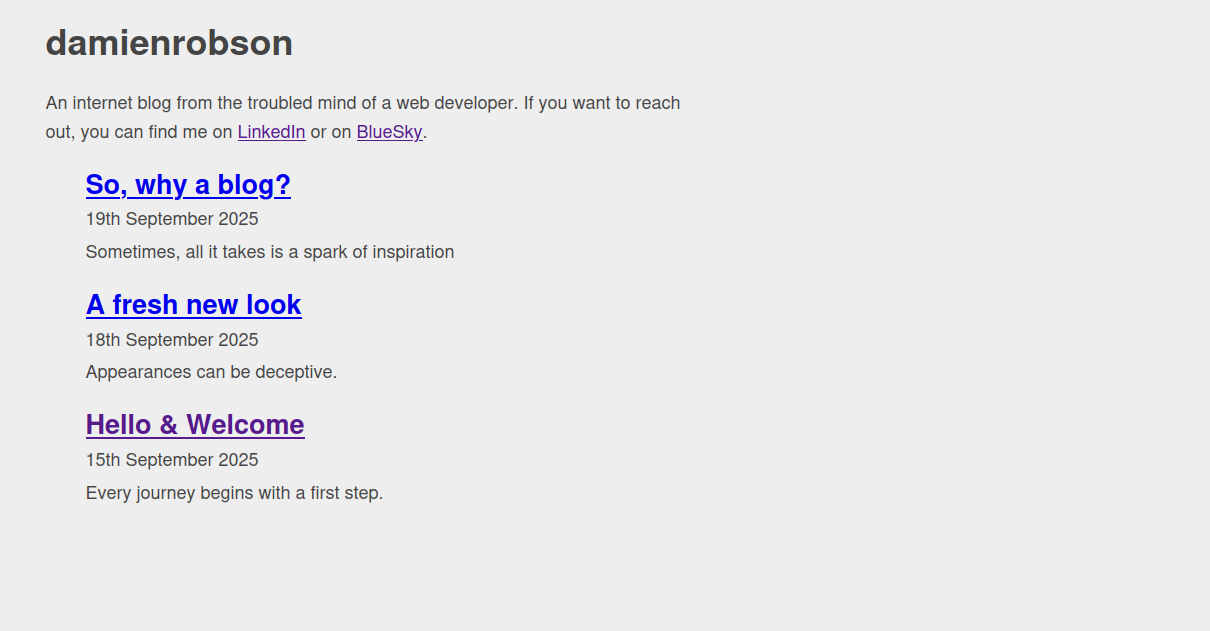 damienrobson
An internet blog from the troubled mind of a web developer. If you want to reach
out, you can find me on LinkedIn or on BlueSky.
So, why a blog?
19th September 2025
Sometimes, all it takes is a spark of inspiration
A fresh new look
18th September 2025
Appearances can be deceptive.
Hello & Welcome
15th September 2025
Every journey begins with a first step.